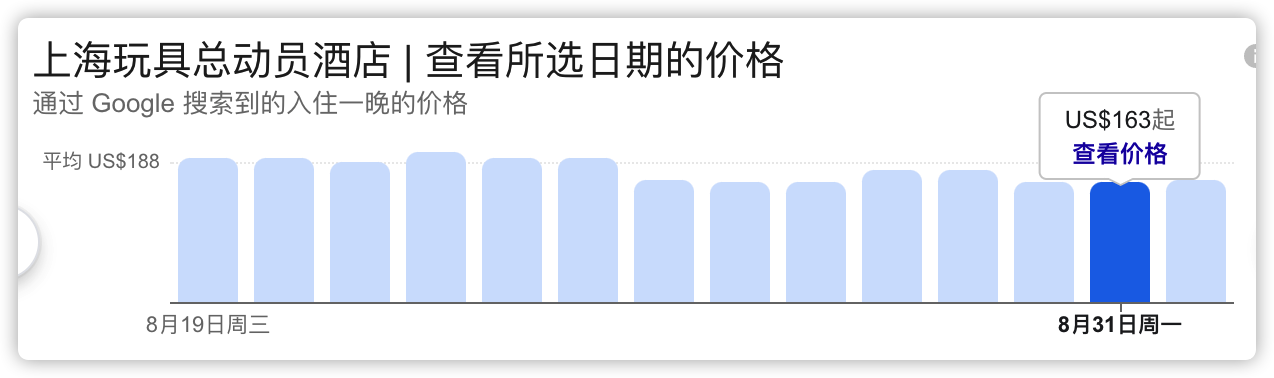 上海玩具总动员酒店 | 查看所选日期的价格
通过 Google 搜索到的入住一晚的价格
US$163起
查看价格
平均 US$188
8月19日周三
8月31日周一